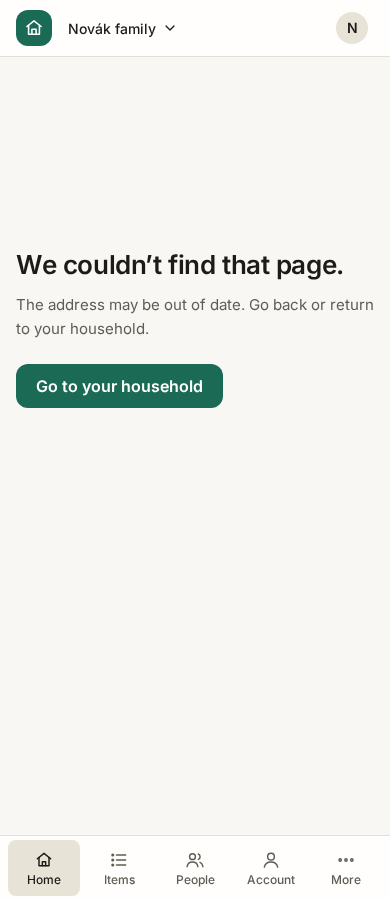 Novák family
N
We couldn’t find that page.
The address may be out of date. Go back or return
to your household.
Go to your household
Home
Items
People
Account
More